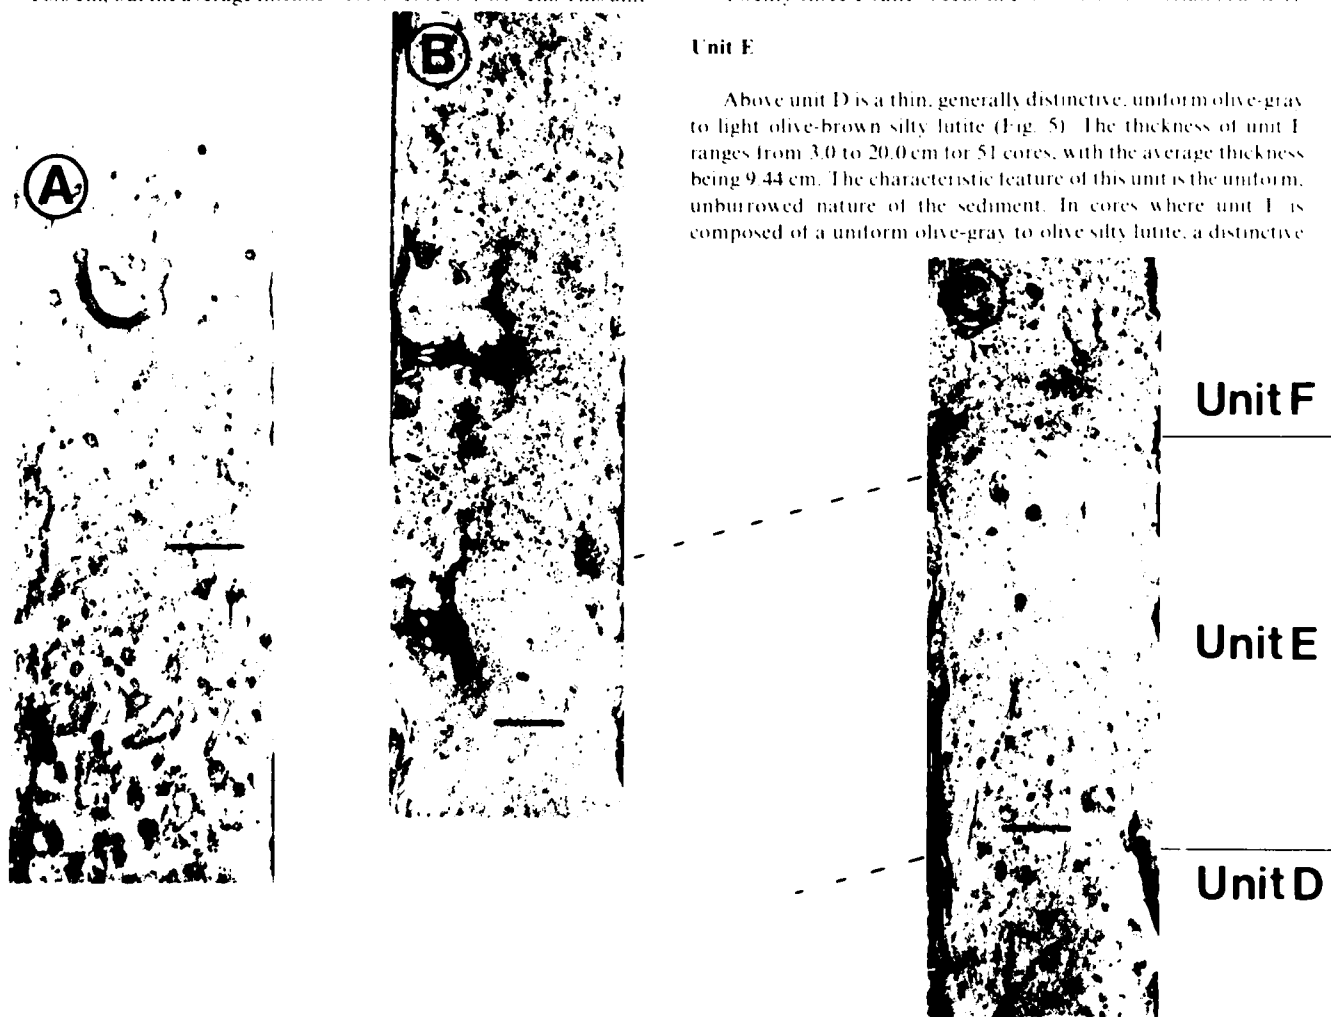 B
Unit E
Above unit D is a thin, generally distinctive, uniform olive-gray
to light olive-brown silty lutite (Fig. 5). The thickness of unit E
ranges from 3.0 to 20.0 cm for 51 cores, with the average thickness
being 9.44 cm. The characteristic feature of this unit is the uniform,
unburrowed nature of the sediment. In cores where unit E is
composed of a uniform olive-gray to olive silty lutite, a distinctive
A
Unit F
Unit E
Unit D